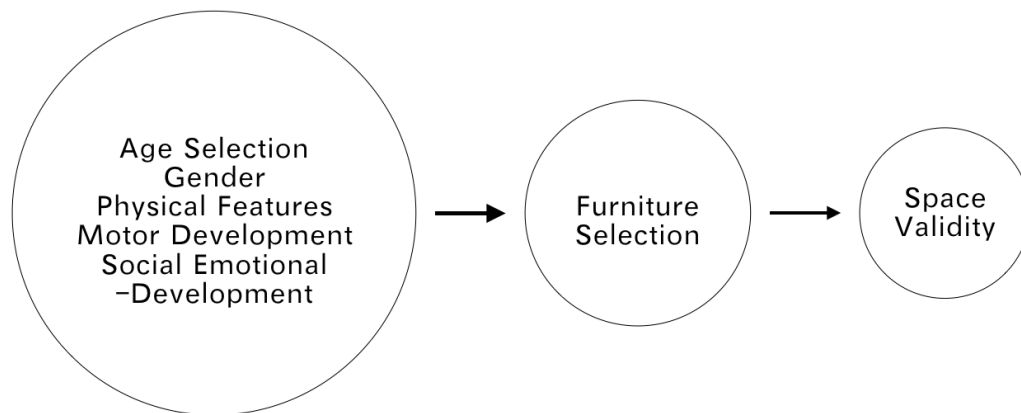 Age Selection
Gender
Physical Features
Motor Development
Social Emotional
-Development
Furniture
Selection
Space
Validity